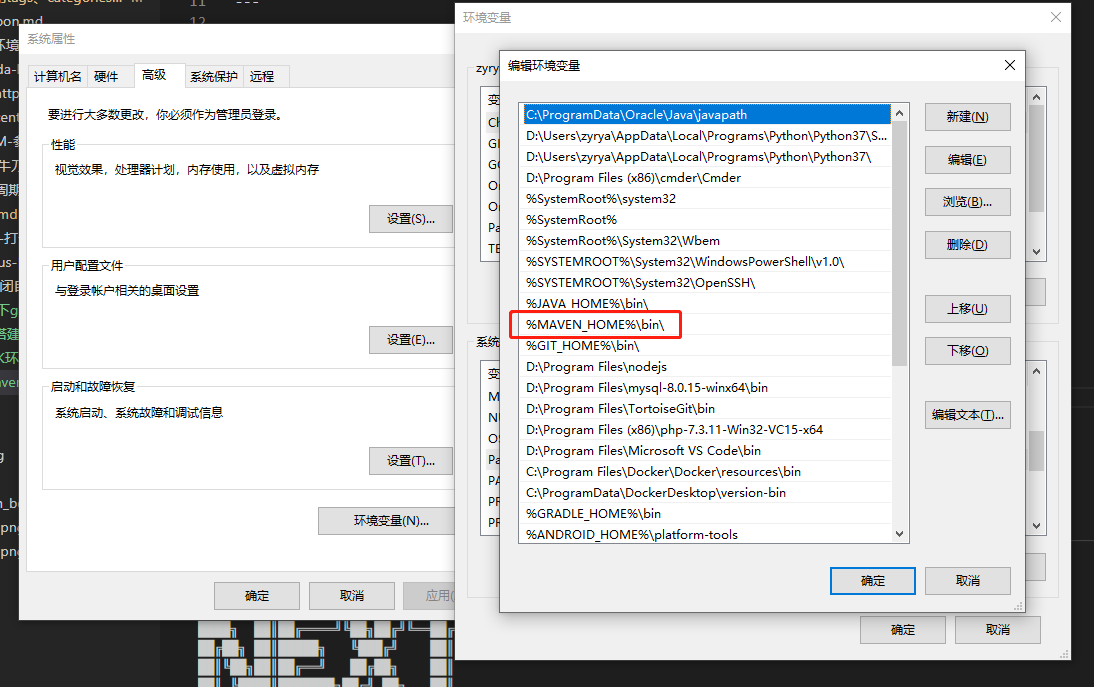 11 ---
12
系统属性
计算机名
硬件
高级
系统保护
远程
要进行大多数更改，你必须作为管理员登录。
性能
视觉效果，处理器计划，内存使用，以及虚拟内存
设置(S)...
用户配置文件
与登录帐户相关的桌面设置
设置(E)...
启动和故障恢复
系统启动、系统故障和调试信息
设置(T)...
环境变量(N)...
确定
取消
应用(
环境变量
zyry
系统
确定
取消
编辑环境变量
C:\ProgramData\Oracle\Java\javapath
D:\Users\zyrya\AppData\Local\Programs\Python\Python37\S...
D:\Users\zyrya\AppData\Local\Programs\Python\Python37\
D:\Program Files (x86)\cmder\Cmder
%SystemRoot%\system32
%SystemRoot%
%SystemRoot%\System32\Wbem
%SYSTEMROOT%\System32\WindowsPowerShell\v1.0\
%SYSTEMROOT%\System32\OpenSSH\
%JAVA_HOME%\bin\
%MAVEN_HOME%\bin\
%GIT_HOME%\bin\
D:\Program Files\nodejs
D:\Program Files\mysql-8.0.15-winx64\bin
D:\Program Files\TortoiseGit\bin
D:\Program Files (x86)\php-7.3.11-Win32-VC15-x64
D:\Program Files\Microsoft VS Code\bin
C:\Program Files\Docker\Docker\resources\bin
C:\ProgramData\DockerDesktop\version-bin
%GRADLE_HOME%\bin
%ANDROID_HOME%\platform-tools
新建(N)
编辑(E)
浏览(B)...
删除(D)
上移(U)
下移(O)
编辑文本(T)...
确定
取消